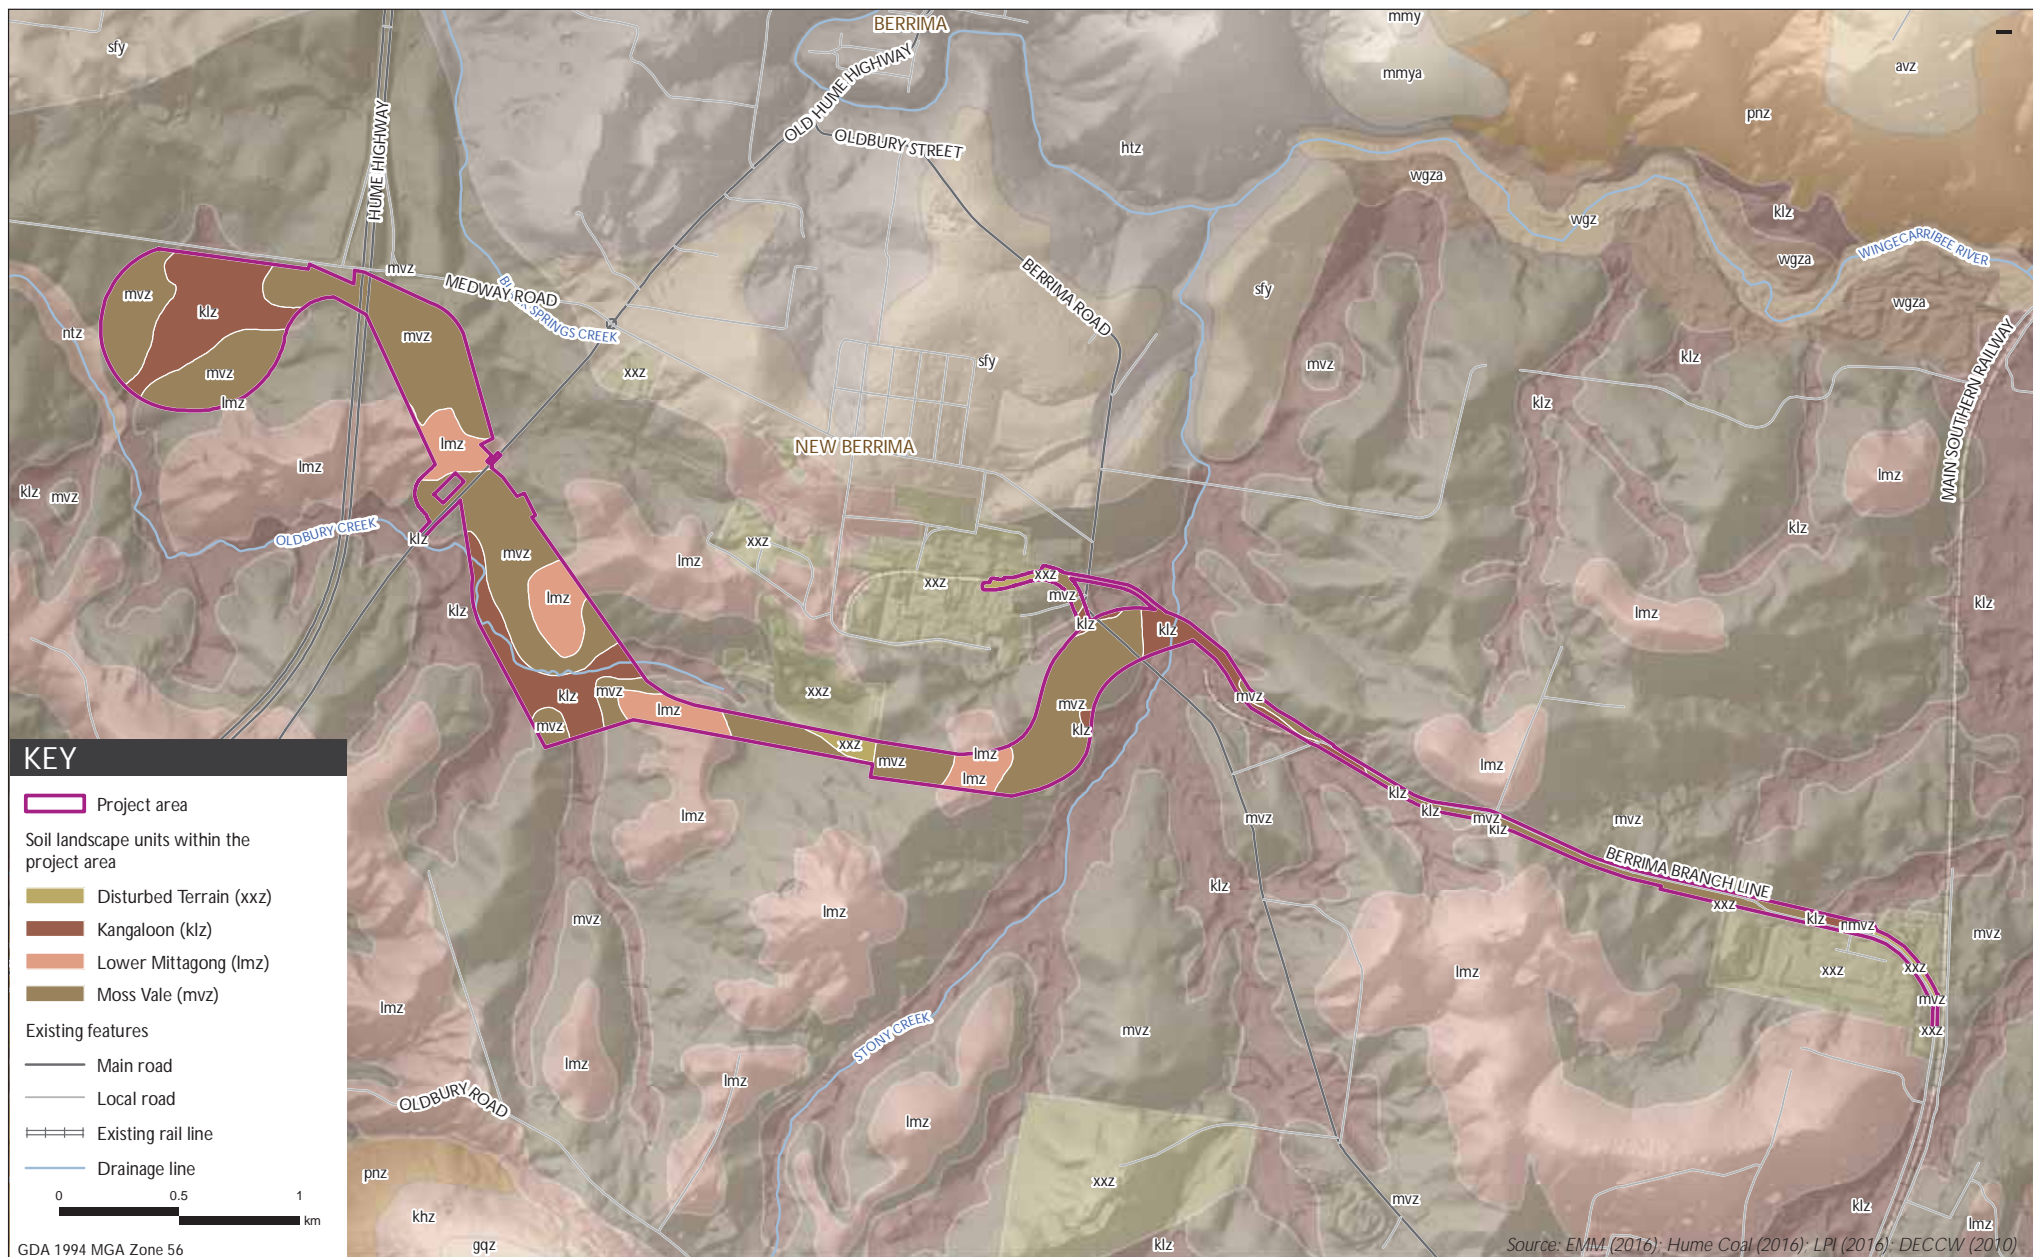 BERRIMA
mmy
sfy
mmya
avz
pnz
HUME HIGHWAY
OLD HUME HIGHWAY
OLDBURY STREET
htz
wgza
wgz
klz
wgza
WINGECARRIBEE RIVER
mvz
MEDWAY ROAD
SPRINGS CREEK
BERRIMA ROAD
sfy
wgza
mvz
klz
ntz
mvz
mvz
lmz
xxz
sfy
mvz
klz
MAIN SOUTHERN RAILWAY
klz
NEW BERRIMA
lmz
lmz
lmz
klz
mvz
OLDBURY CREEK
klz
mvz
lmz
xxz
klz
xxz
xxz
mvz
lmz
klz
klz
klz
lmz
klz
klz
mvz
lmz
mvz
xxz
mvz
klz
mvz
xxz
mvz
lmz
lmz
lmz
klz
klz
mvz
klz
mvz
mvz
lmz
BERRIMA BRANCH LINE
klz
mvz
lmz
xxz
klz
nmvz
mvz
lmz
xxz
xxz
mvz
xxz
lmz
STONY CREEK
mvz
lmz
lmz
OLDBURY ROAD
lmz
pnz
xxz
mvz
klz
khz
gqz
klz
lmz
KEY
Project area
Soil landscape units within the
project area
Disturbed Terrain (xxz)
Kangaloon (klz)
Lower Mittagong (lmz)
Moss Vale (mvz)
Existing features
Main road
Local road
Existing rail line
Drainage line
0 0.5 1
km
GDA 1994 MGA Zone 56
Source: EMM (2016); Hume Coal (2016); LPI (2016); DECCW (2010)